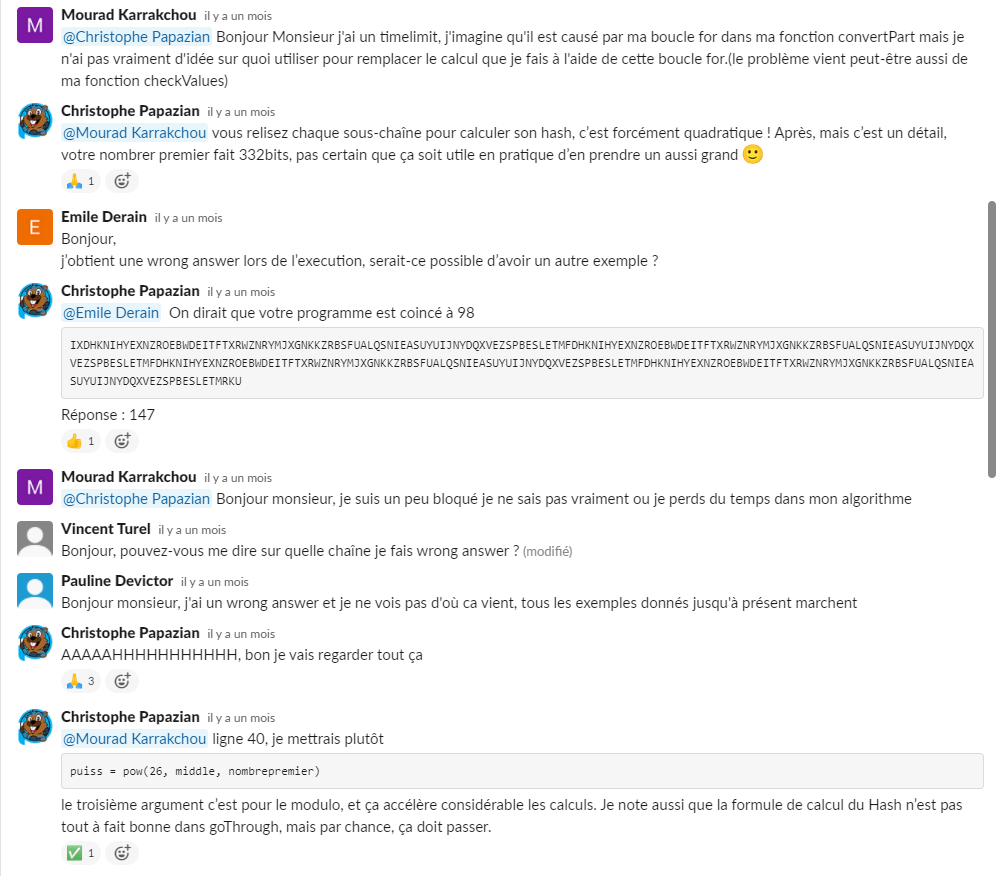 M
Mourad Karrakchou il y a un mois
@Christophe Papazian Bonjour Monsieur j'ai un timelimit, j'imagine qu'il est causé par ma boucle for dans ma fonction convertPart mais je
n'ai pas vraiment d'idée sur quoi utiliser pour remplacer le calcul que je fais à l'aide de cette boucle for.(le problème vient peut-être aussi de
ma fonction checkValues)
Christophe Papazian il y a un mois
@Mourad Karrakchou vous relisez chaque sous-chaîne pour calculer son hash, c'est forcément quadratique ! Après, mais c'est un détail,
votre nombrer premier fait 332bits, pas certain que ça soit utile en pratique d'en prendre un aussi grand 🙂
🙏 1
E
Emile Derain il y a un mois
Bonjour,
j'obtient une wrong answer lors de l'execution, serait-ce possible d'avoir un autre exemple ?
Christophe Papazian il y a un mois
@Emile Derain On dirait que votre programme est coincé à 98
IXDHKNIHYEXNZROEBWDEITFTXRWZNRYMJXGNKKZRBSFUALQSNIEASUYUIJNYDQXVEZSPBESLETMFDHKNIHYEXNZROEBWDEITFTXRWZNRYMJXGNKKZRBSFUALQSNIEASUYUIJNYDQX
VEZSPBESLETMFDHKNIHYEXNZROEBWDEITFTXRWZNRYMJXGNKKZRBSFUALQSNIEASUYUIJNYDQXVEZSPBESLETMFDHKNIHYEXNZROEBWDEITFTXRWZNRYMJXGNKKZRBSFUALQSNIEA
SUYUIJNYDQXVEZSPBESLETMRKU
Réponse : 147
👍 1
M
Mourad Karrakchou il y a un mois
@Christophe Papazian Bonjour monsieur, je suis un peu bloqué je ne sais pas vraiment ou je perds du temps dans mon algorithme
Vincent Turel il y a un mois
Bonjour, pouvez-vous me dire sur quelle chaîne je fais wrong answer ? (modifié)
Pauline Devictor il y a un mois
Bonjour monsieur, j'ai un wrong answer et je ne vois pas d'où ca vient, tous les exemples donnés jusqu'à présent marchent
Christophe Papazian il y a un mois
AAAAAHHHHHHHHHHH, bon je vais regarder tout ça
🙏 3
Christophe Papazian il y a un mois
@Mourad Karrakchou ligne 40, je mettrais plutôt
puiss = pow(26, middle, nombrepremier)
le troisième argument c'est pour le modulo, et ça accélère considérable les calculs. Je note aussi que la formule de calcul du Hash n'est pas
tout à fait bonne dans goThrough, mais par chance, ça doit passer.
✅ 1